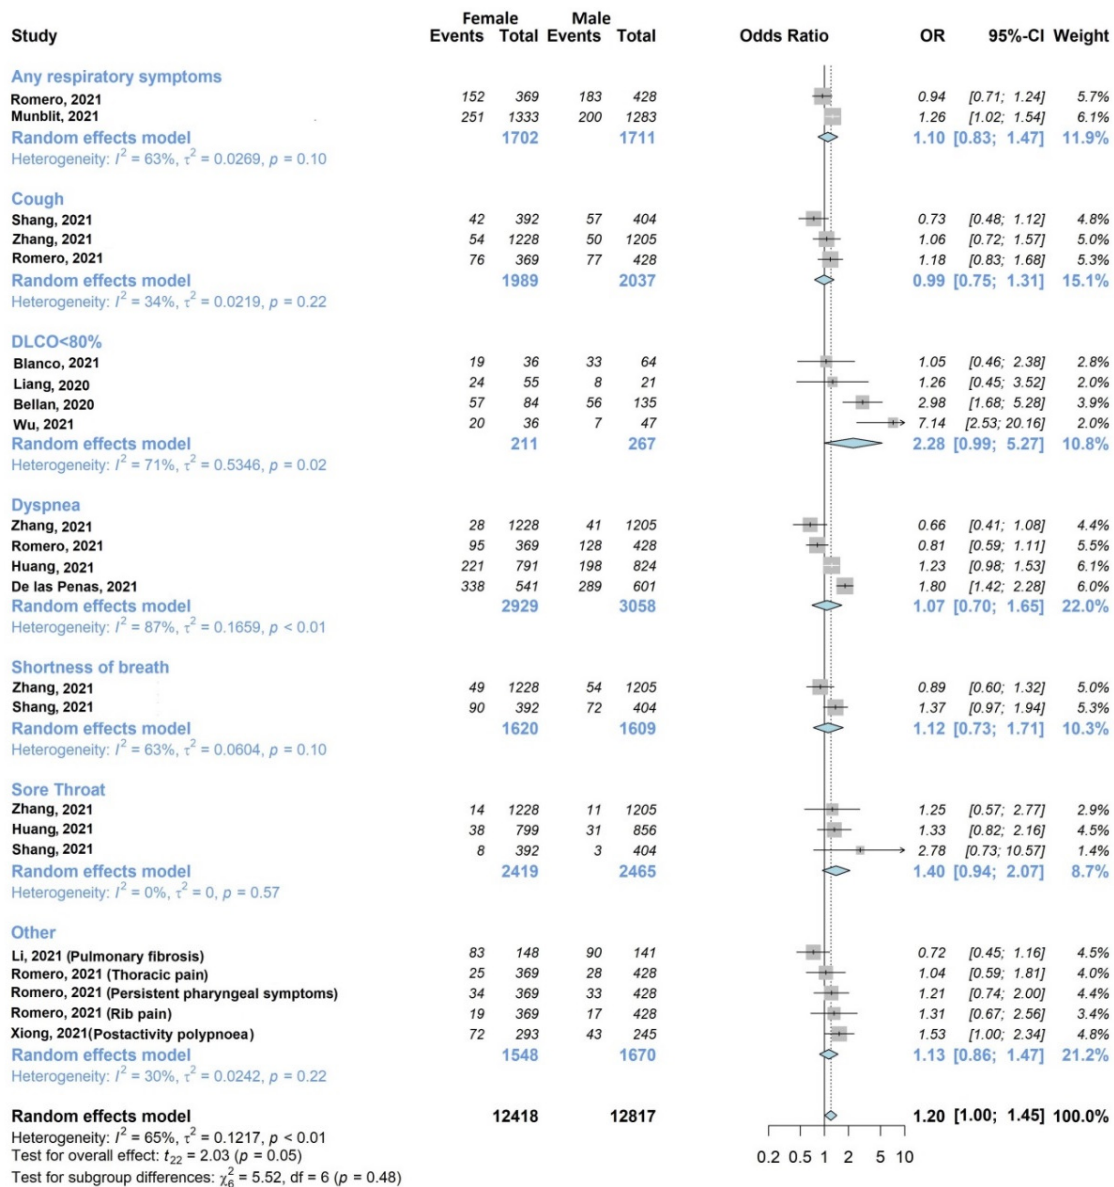 Female Male
Study Events Total Events Total Odds Ratio OR 95%-CI Weight
Any respiratory symptoms
Romero, 2021 152 369 183 428 0.94 [0.71; 1.24] 5.7%
Munblit, 2021 251 1333 200 1283 1.26 [1.02; 1.54] 6.1%
Random effects model 1702 1711 1.10 [0.83; 1.47] 11.9%
Heterogeneity: I² = 63%, τ² = 0.0269, p = 0.10
Cough
Shang, 2021 42 392 57 404 0.73 [0.48; 1.12] 4.8%
Zhang, 2021 54 1228 50 1205 1.06 [0.72; 1.57] 5.0%
Romero, 2021 76 369 77 428 1.18 [0.83; 1.68] 5.3%
Random effects model 1989 2037 0.99 [0.75; 1.31] 15.1%
Heterogeneity: I² = 34%, τ² = 0.0219, p = 0.22
DLCO<80%
Blanco, 2021 19 36 33 64 1.05 [0.46; 2.38] 2.8%
Liang, 2020 24 55 8 21 1.26 [0.45; 3.52] 2.0%
Bellan, 2020 57 84 56 135 2.98 [1.68; 5.28] 3.9%
Wu, 2021 20 36 7 47 7.14 [2.53; 20.16] 2.0%
Random effects model 211 267 2.28 [0.99; 5.27] 10.8%
Heterogeneity: I² = 71%, τ² = 0.5346, p = 0.02
Dyspnea
Zhang, 2021 28 1228 41 1205 0.66 [0.41; 1.08] 4.4%
Romero, 2021 95 369 128 428 0.81 [0.59; 1.11] 5.5%
Huang, 2021 221 791 198 824 1.23 [0.98; 1.53] 6.1%
De las Penas, 2021 338 541 289 601 1.80 [1.42; 2.28] 6.0%
Random effects model 2929 3058 1.07 [0.70; 1.65] 22.0%
Heterogeneity: I² = 87%, τ² = 0.1659, p < 0.01
Shortness of breath
Zhang, 2021 49 1228 54 1205 0.89 [0.60; 1.32] 5.0%
Shang, 2021 90 392 72 404 1.37 [0.97; 1.94] 5.3%
Random effects model 1620 1609 1.12 [0.73; 1.71] 10.3%
Heterogeneity: I² = 63%, τ² = 0.0604, p = 0.10
Sore Throat
Zhang, 2021 14 1228 11 1205 1.25 [0.57; 2.77] 2.9%
Huang, 2021 38 799 31 856 1.33 [0.82; 2.16] 4.5%
Shang, 2021 8 392 3 404 2.78 [0.73; 10.57] 1.4%
Random effects model 2419 2465 1.40 [0.94; 2.07] 8.7%
Heterogeneity: I² = 0%, τ² = 0, p = 0.57
Other
Li, 2021 (Pulmonary fibrosis) 83 148 90 141 0.72 [0.45; 1.16] 4.5%
Romero, 2021 (Thoracic pain) 25 369 28 428 1.04 [0.59; 1.81] 4.0%
Romero, 2021 (Persistent pharyngeal symptoms) 34 369 33 428 1.21 [0.74; 2.00] 4.4%
Romero, 2021 (Rib pain) 19 369 17 428 1.31 [0.67; 2.56] 3.4%
Xiong, 2021(Postactivity polypnoea) 72 293 43 245 1.53 [1.00; 2.34] 4.8%
Random effects model 1548 1670 1.13 [0.86; 1.47] 21.2%
Heterogeneity: I² = 30%, τ² = 0.0242, p = 0.22
Random effects model 12418 12817 1.20 [1.00; 1.45] 100.0%
Heterogeneity: I² = 65%, τ² = 0.1217, p < 0.01
Test for overall effect: t₂₂ = 2.03 (p = 0.05)
0.2 0.5 1 2 5 10
Test for subgroup differences: χ²₆ = 5.52, df = 6 (p = 0.48)